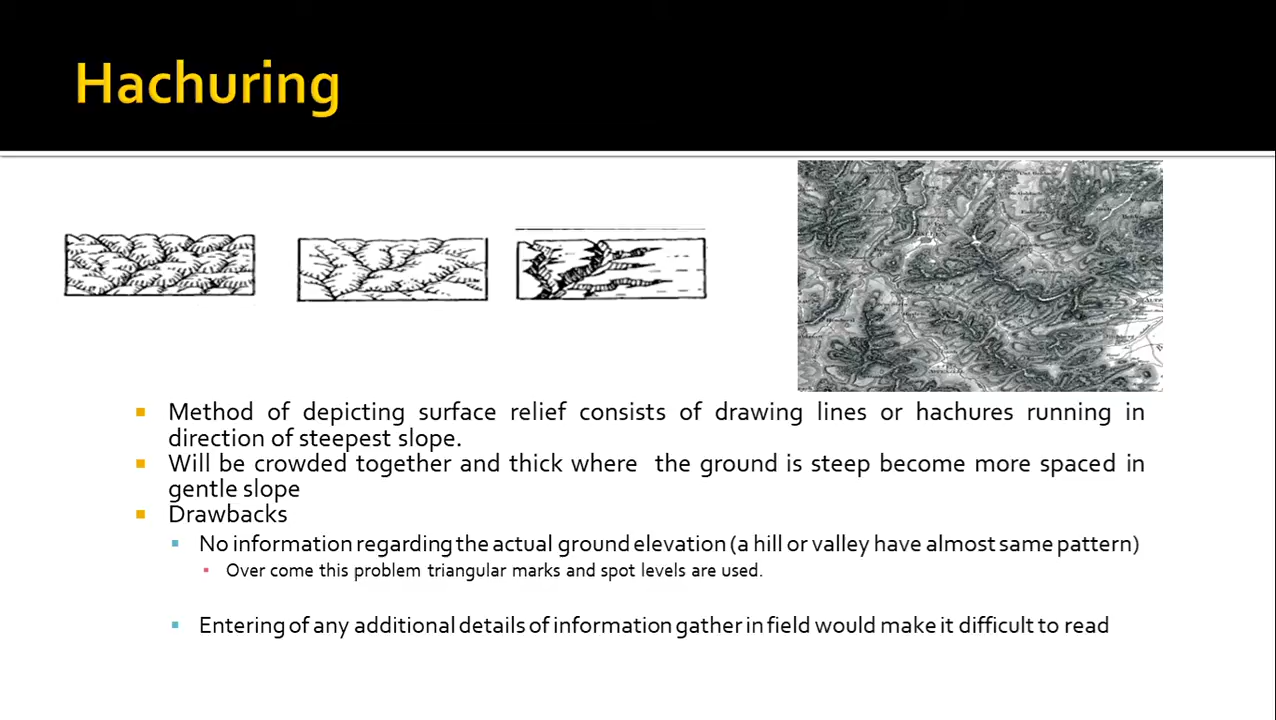 Hachuring
Method of depicting surface relief consists of drawing lines or hachures running in
direction of steepest slope.
Will be crowded together and thick where the ground is steep become more spaced in
gentle slope
Drawbacks
No information regarding the actual ground elevation (a hill or valley have almost same pattern)
Over come this problem triangular marks and spot levels are used.
Entering of any additional details of information gather in field would make it difficult to read